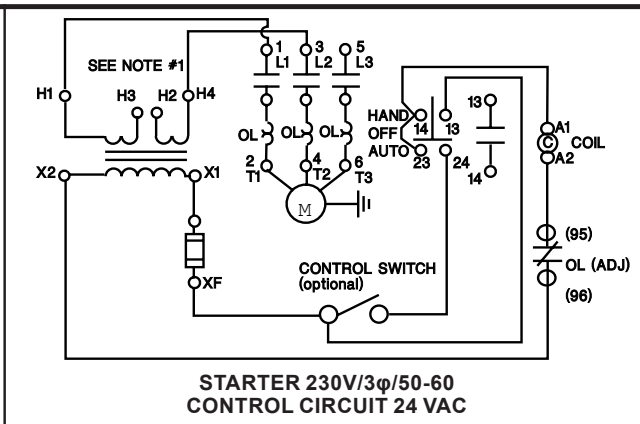 1 3 5
L1 L2 L3
SEE NOTE #1
H1 H3 H2 H4
HAND 14 13 13
OFF
AUTO 23 24 14
OL OL OL
A1
C COIL
A2
X2 X1
2 4 6
T1 T2 T3
M
(95)
OL (ADJ)
(96)
XF
CONTROL SWITCH
(optional)
STARTER 230V/3φ/50-60
CONTROL CIRCUIT 24 VAC